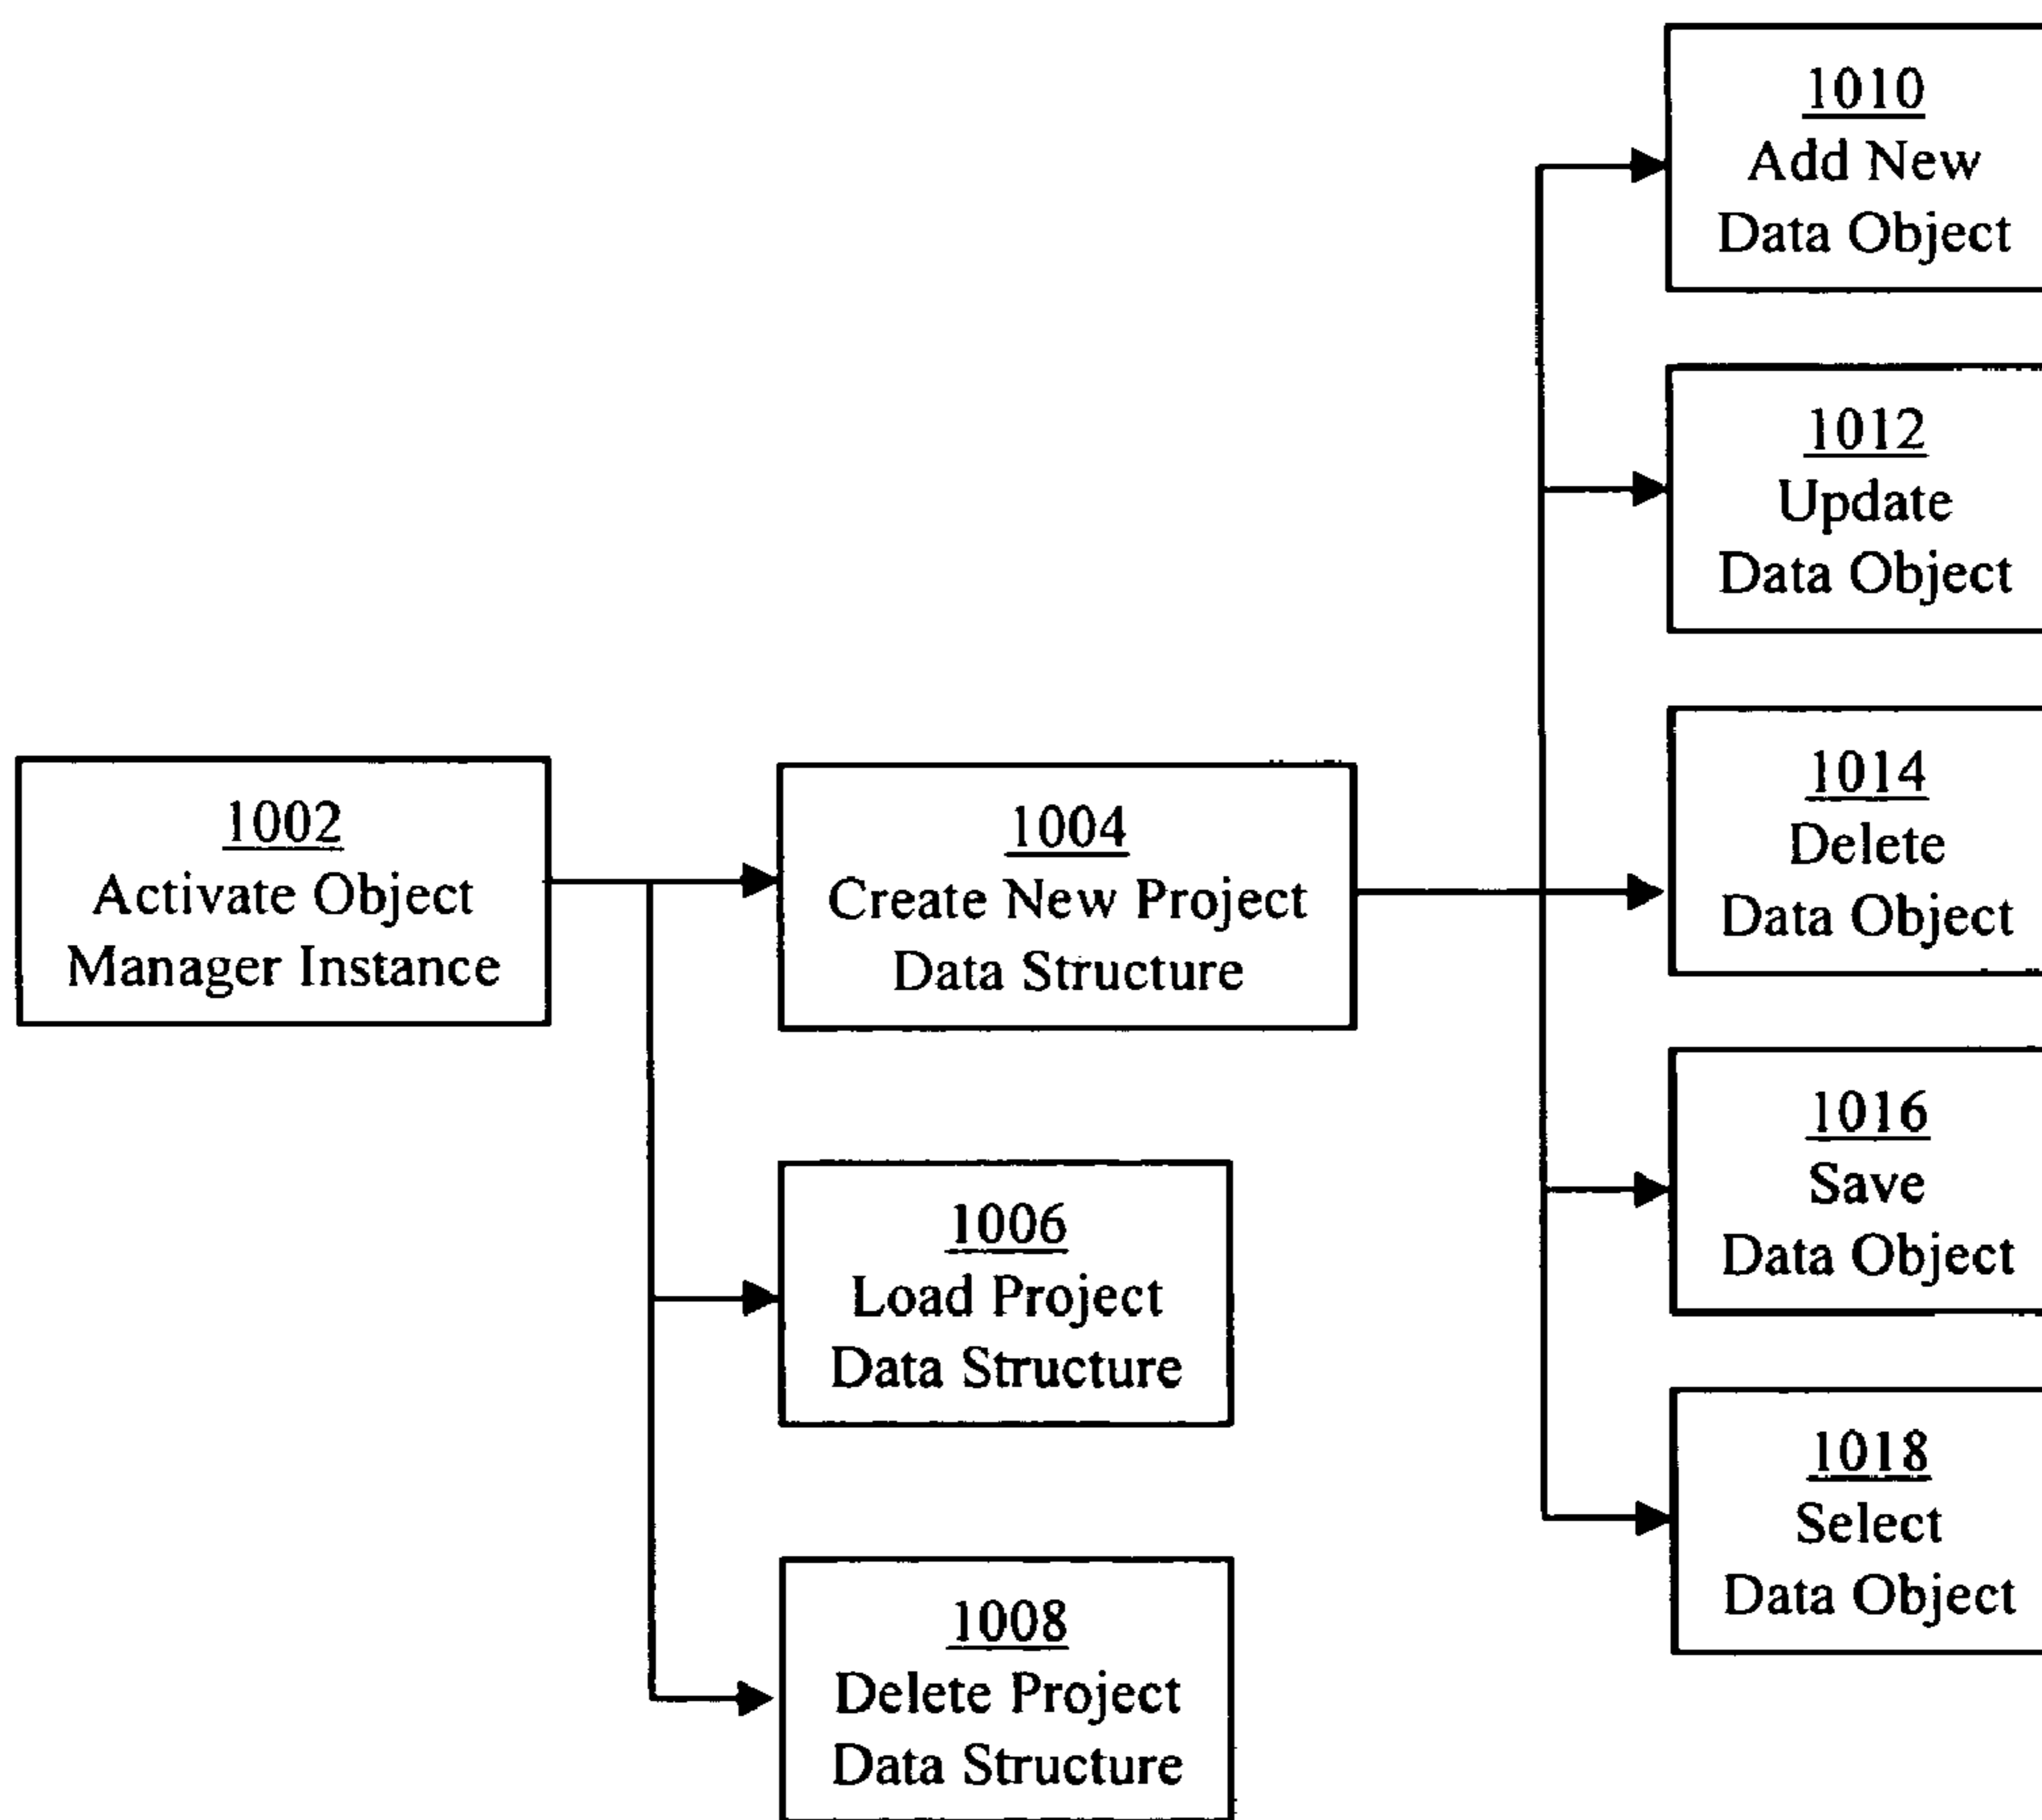 1002
Activate Object
Manager Instance
1004
Create New Project
Data Structure
1006
Load Project
Data Structure
1008
Delete Project
Data Structure
1010
Add New
Data Object
1012
Update
Data Object
1014
Delete
Data Object
1016
Save
Data Object
1018
Select
Data Object